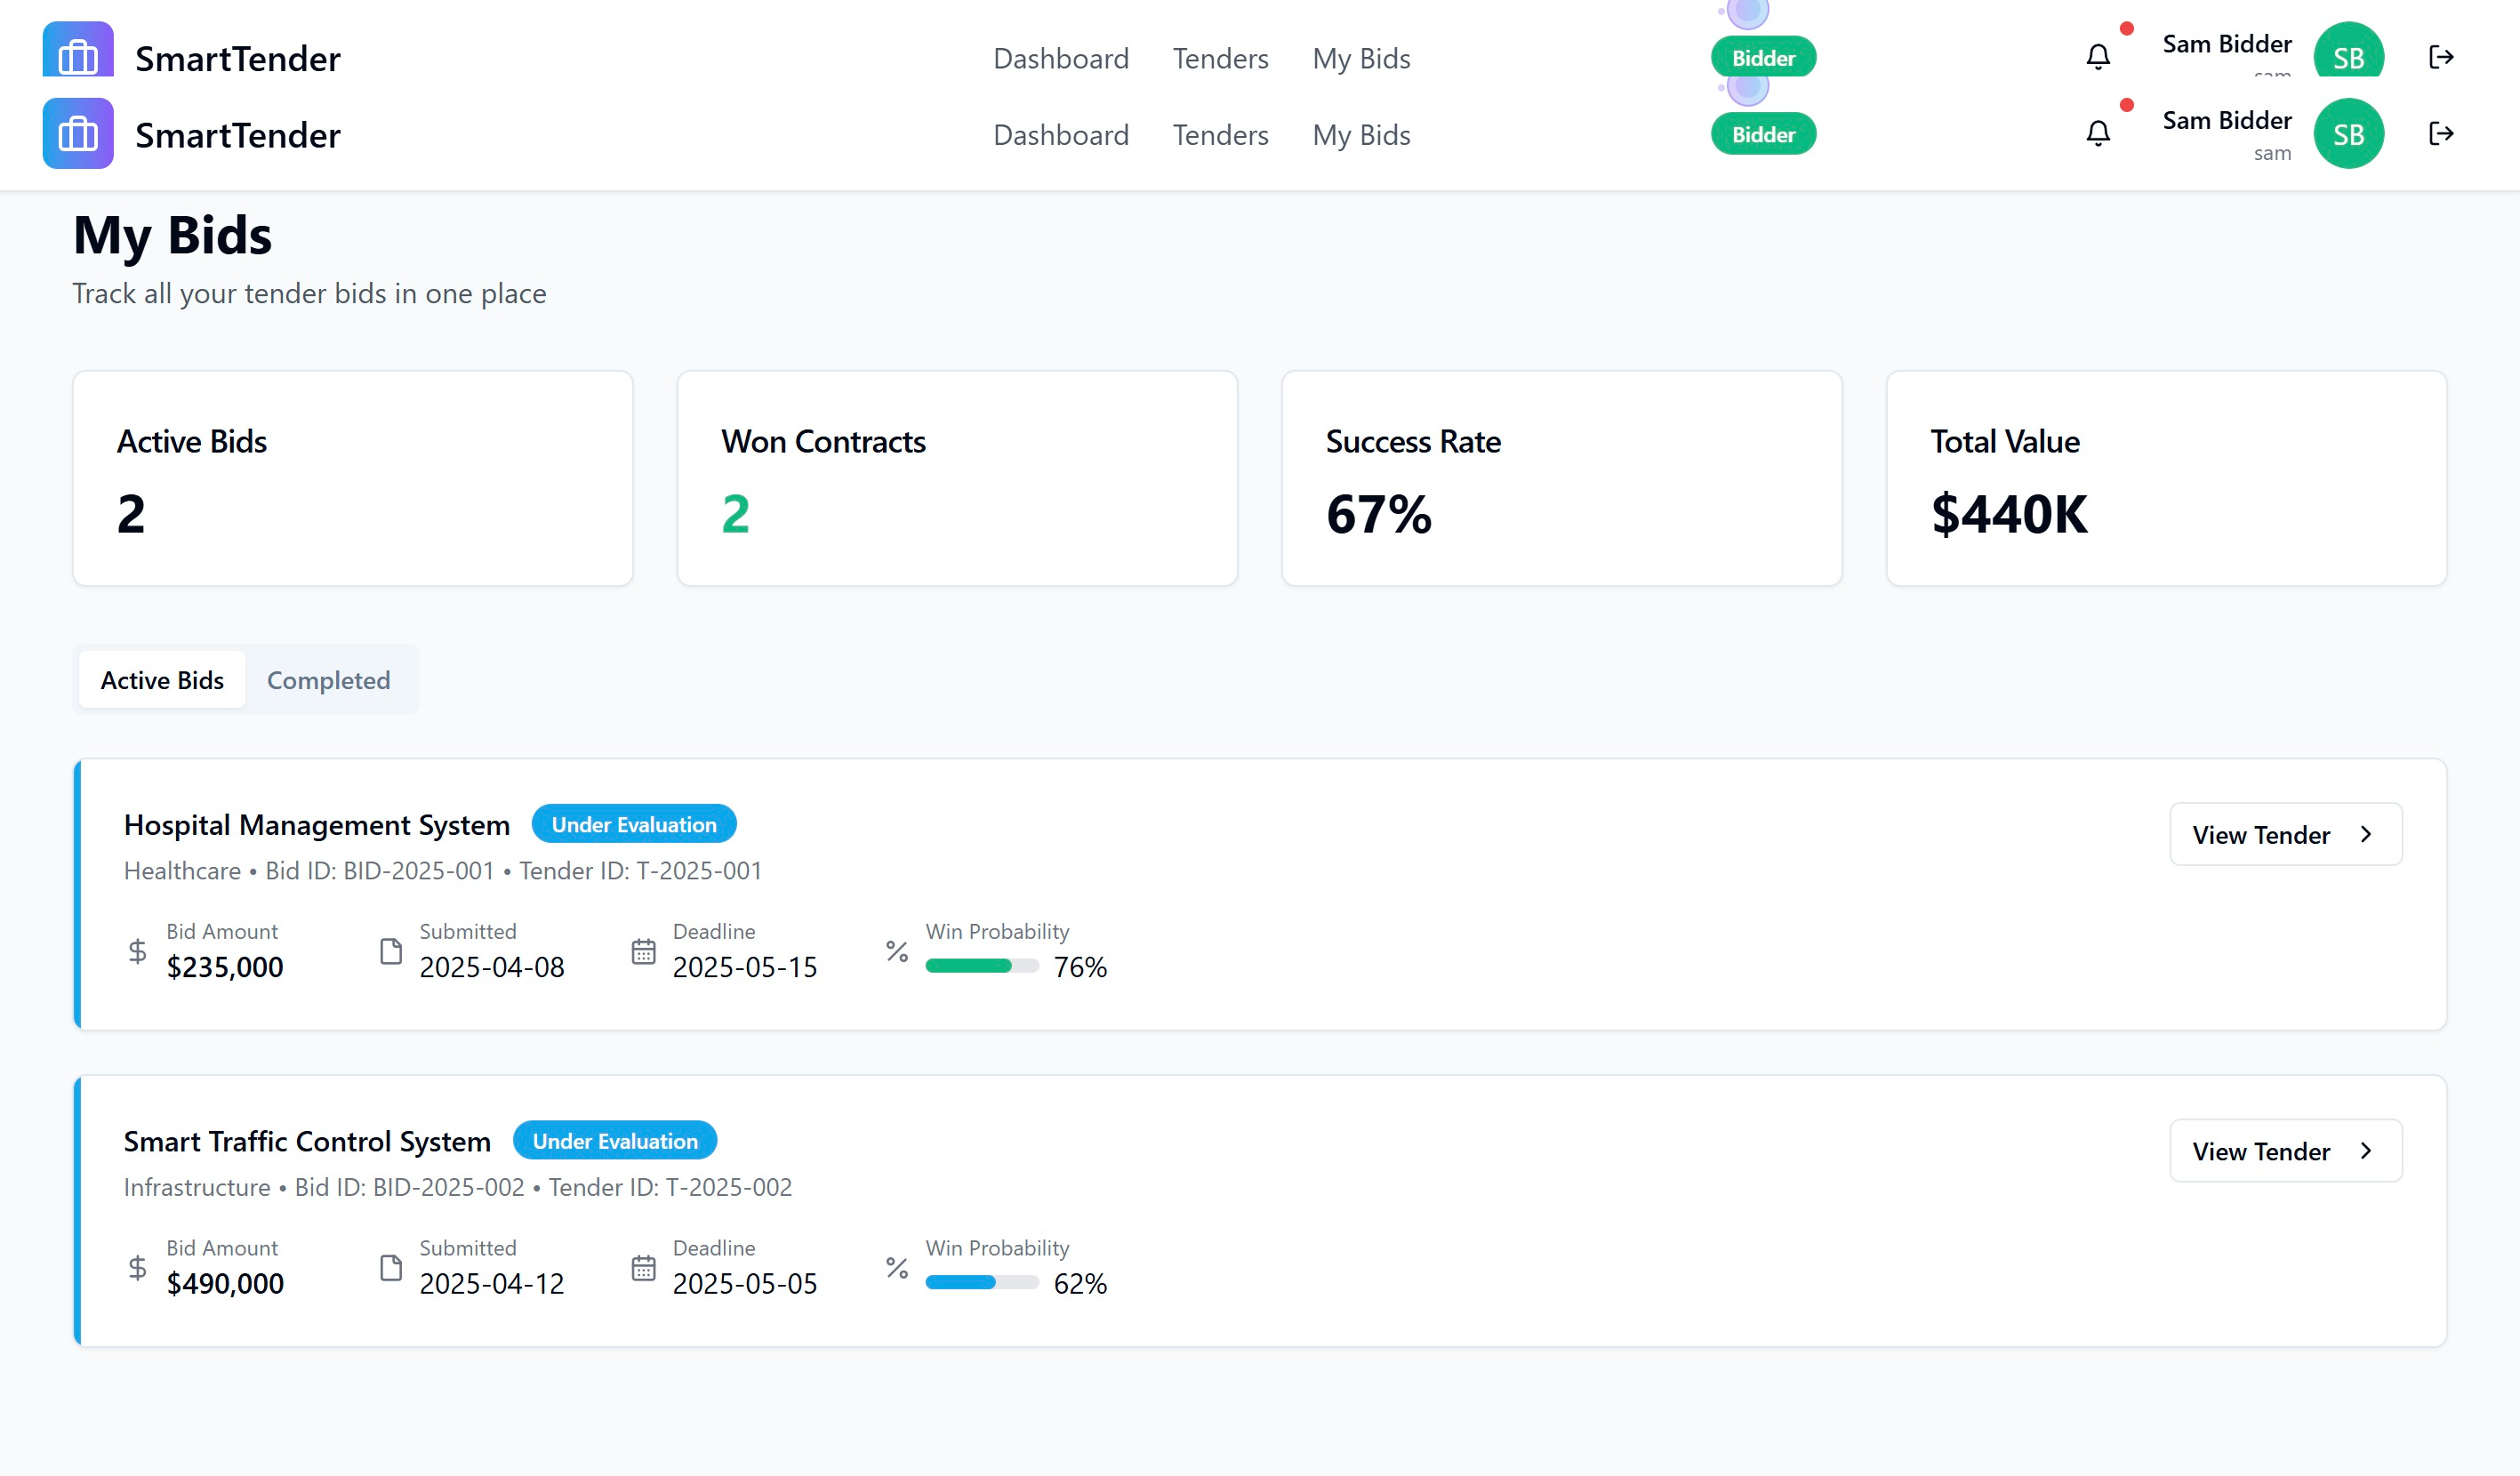 SmartTender Dashboard Tenders My Bids Bidder Sam Bidder SB
sam
SmartTender Dashboard Tenders My Bids Bidder Sam Bidder SB
sam
My Bids
Track all your tender bids in one place
Active Bids
2
Won Contracts
2
Success Rate
67%
Total Value
$440K
Active Bids Completed
Hospital Management System Under Evaluation View Tender
Healthcare • Bid ID: BID-2025-001 • Tender ID: T-2025-001
Bid Amount Submitted Deadline Win Probability
$235,000 2025-04-08 2025-05-15 76%
Smart Traffic Control System Under Evaluation View Tender
Infrastructure • Bid ID: BID-2025-002 • Tender ID: T-2025-002
Bid Amount Submitted Deadline Win Probability
$490,000 2025-04-12 2025-05-05 62%